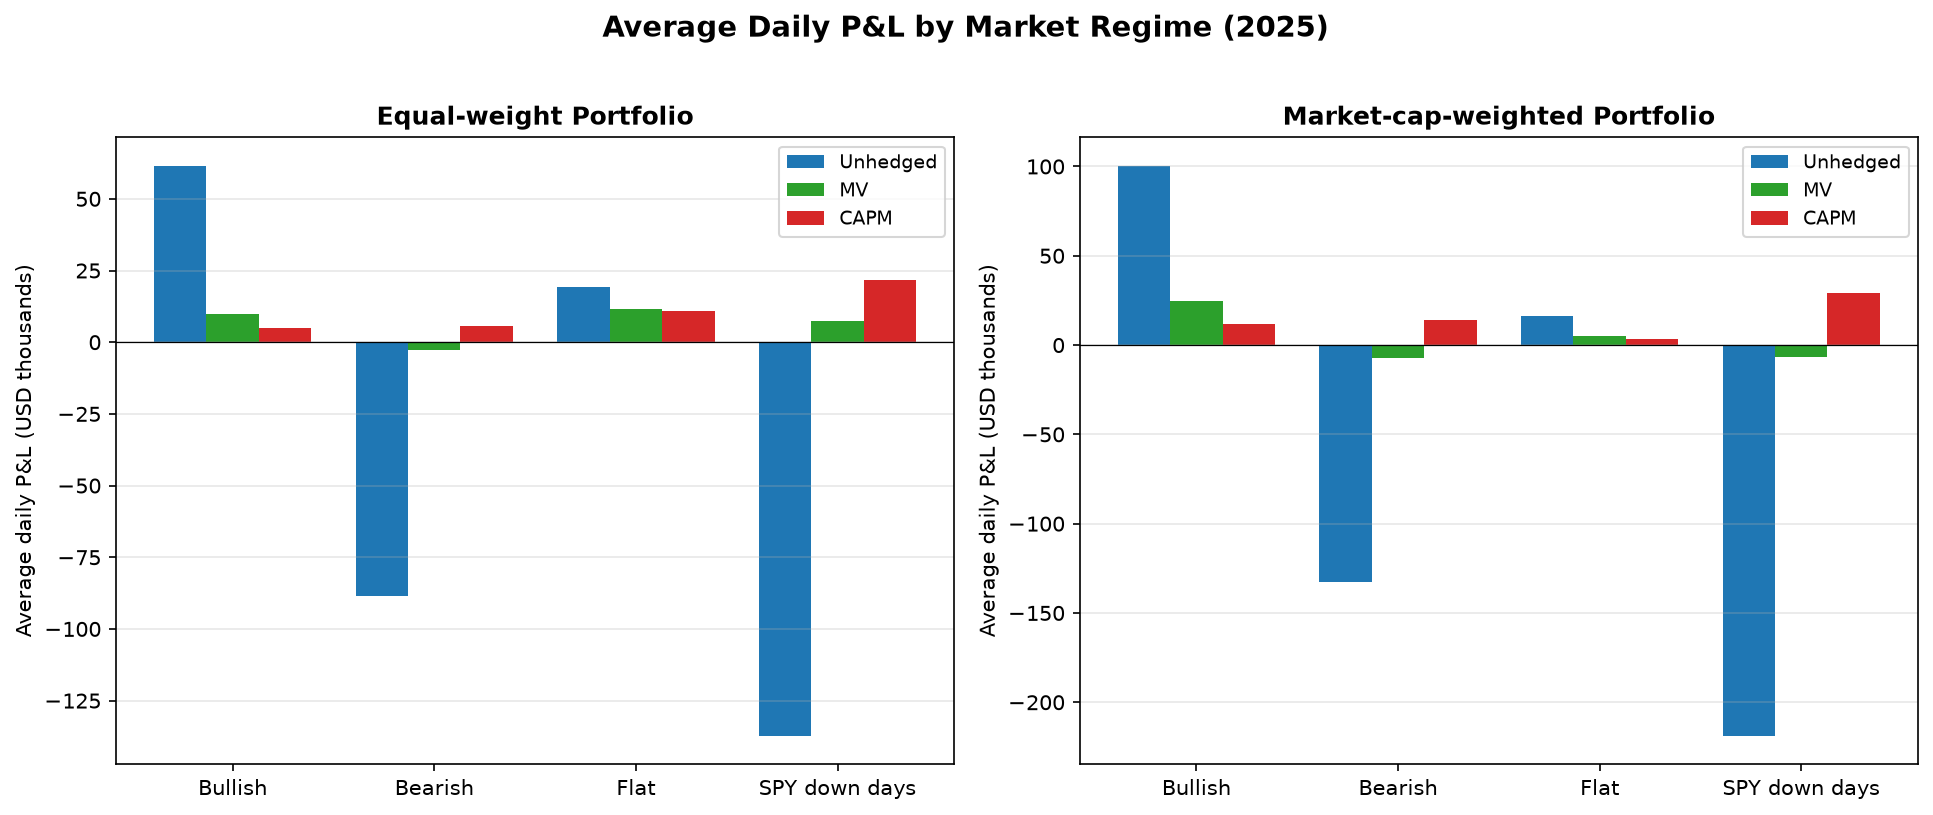 Average Daily P&L by Market Regime (2025)
Equal-weight Portfolio
Average daily P&L (USD thousands)
50
25
0
−25
−50
−75
−100
−125
Unhedged
MV
CAPM
Bullish
Bearish
Flat
SPY down days
Market-cap-weighted Portfolio
Average daily P&L (USD thousands)
100
50
0
−50
−100
−150
−200
Unhedged
MV
CAPM
Bullish
Bearish
Flat
SPY down days